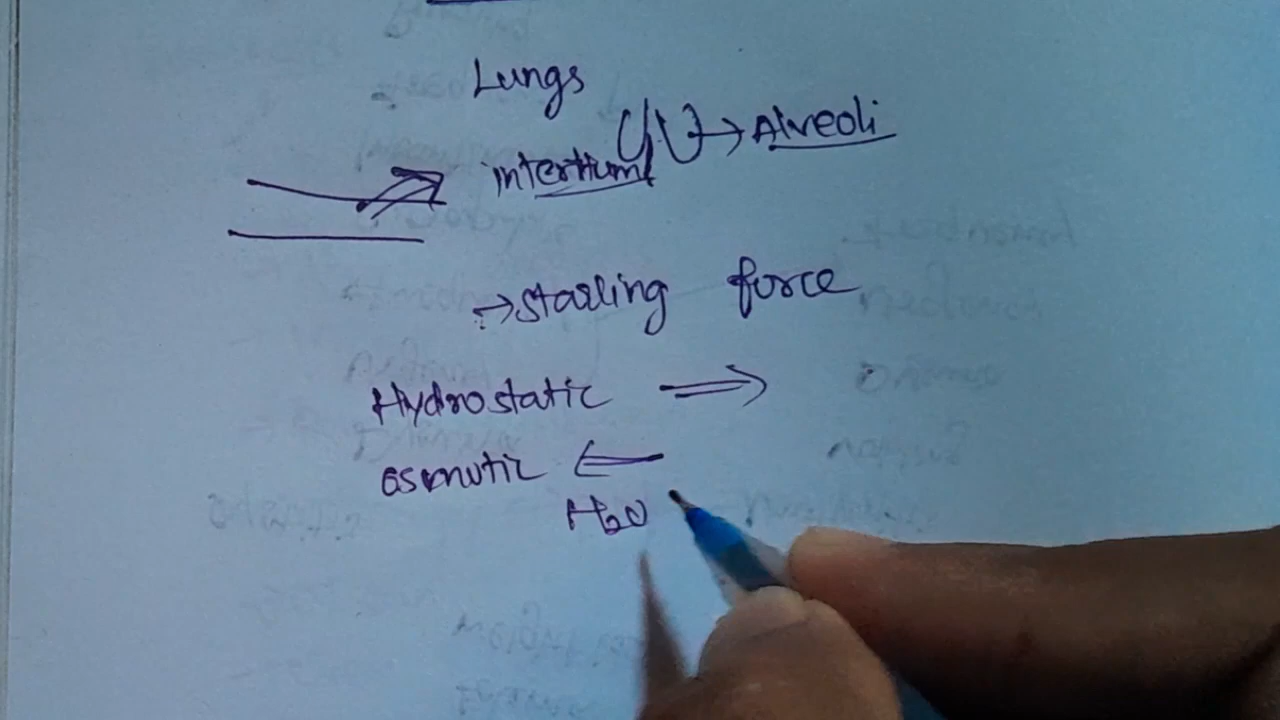 Lungs
→ Alveoli
intertium
→ starling force
Hydrostatic ⇒
osmotic ⇐
H₂O